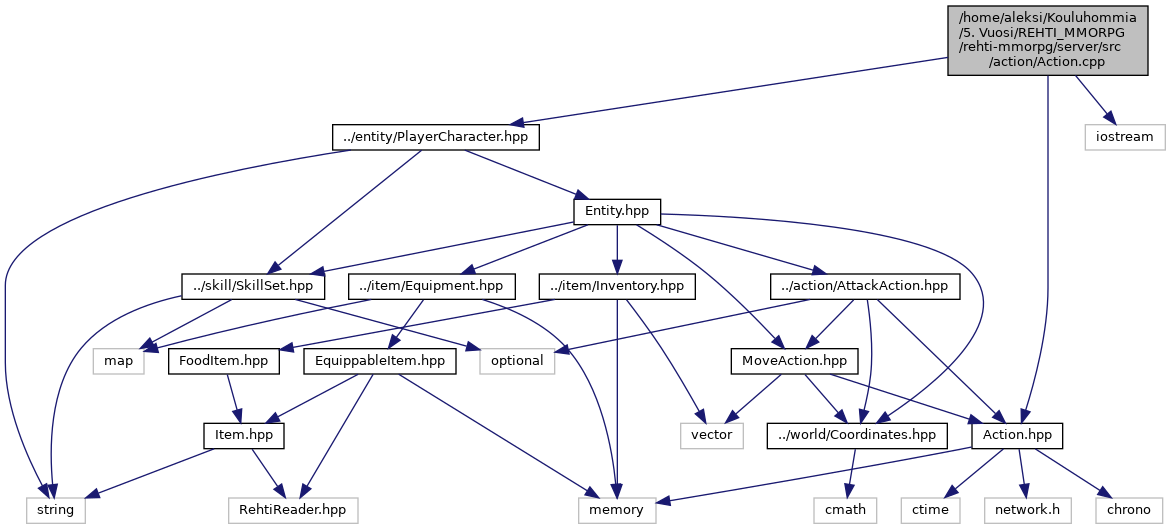 /home/aleksi/Kouluhommia
/5. Vuosi/REHTI_MMORPG
/rehti-mmorpg/server/src
/action/Action.cpp
../entity/PlayerCharacter.hpp
iostream
Entity.hpp
../skill/SkillSet.hpp
../item/Equipment.hpp
../item/Inventory.hpp
../action/AttackAction.hpp
map
FoodItem.hpp
EquippableItem.hpp
optional
MoveAction.hpp
Item.hpp
vector
../world/Coordinates.hpp
Action.hpp
string
RehtiReader.hpp
memory
cmath
ctime
network.h
chrono